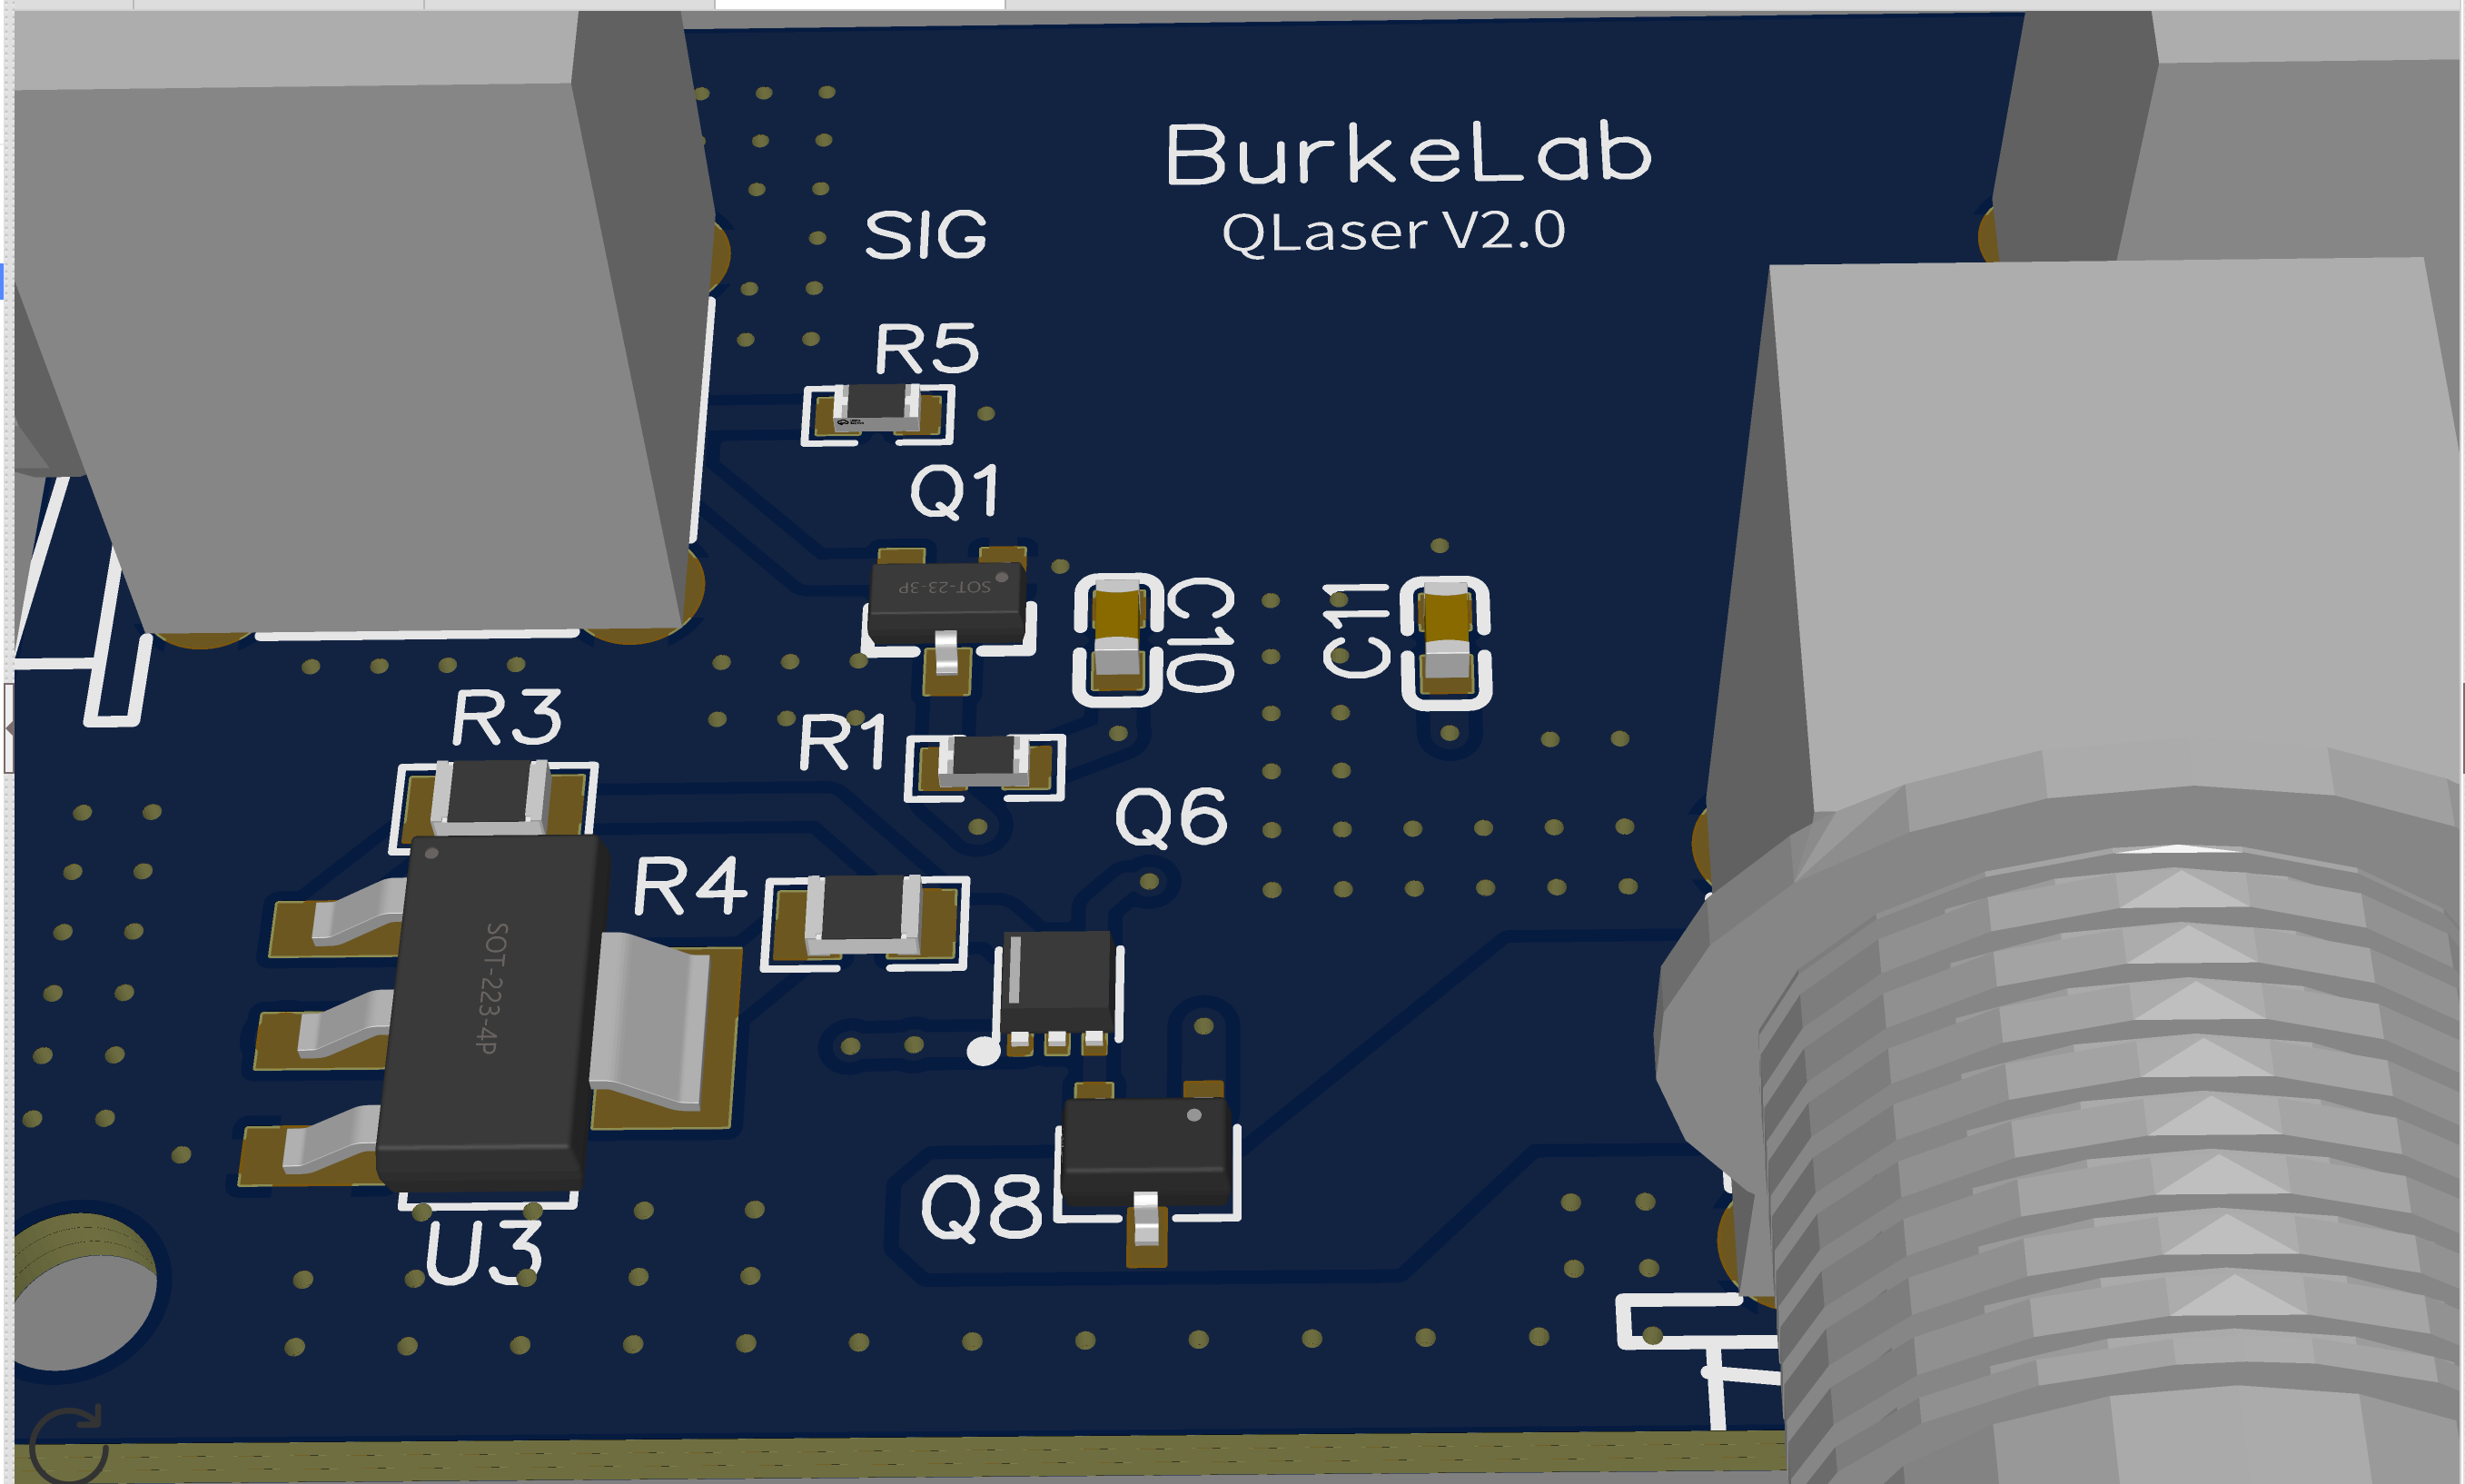 BurkeLab
QLaser V2.0
SIG
R5
Q1
SOT-23-3P
C10
C11
R3
R1
Q6
R4
SOT-223-4P
Q8
U3